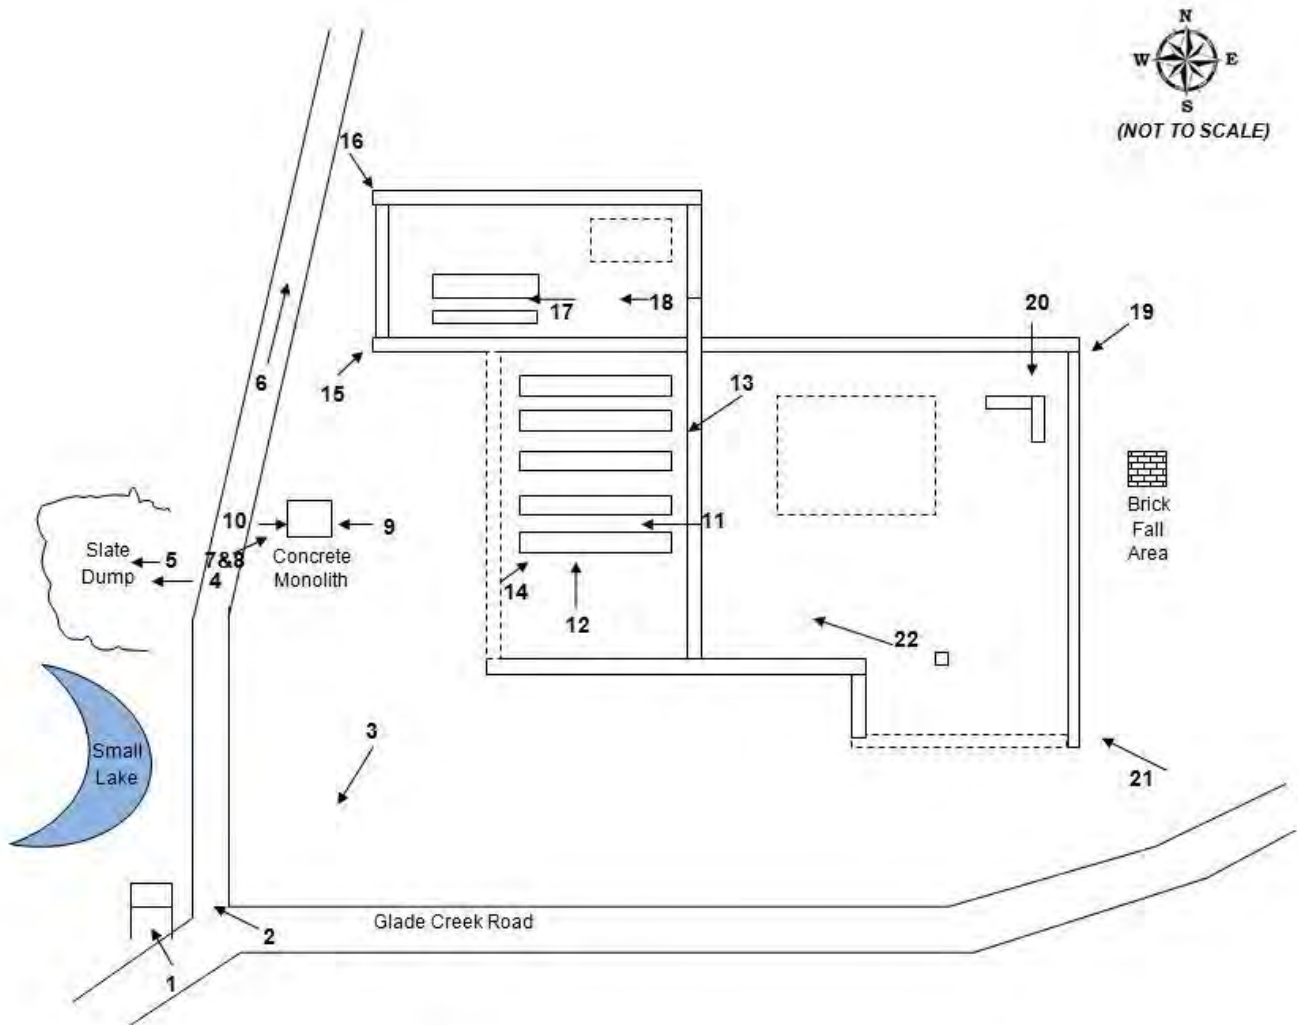 N
W E
S
(NOT TO SCALE)
16
17
18
20
19
6
15
13
10
9
11
Brick
Fall
Area
Slate
Dump
5
7&8
4
Concrete
Monolith
14
12
22
3
Small
Lake
21
Glade Creek Road
2
1